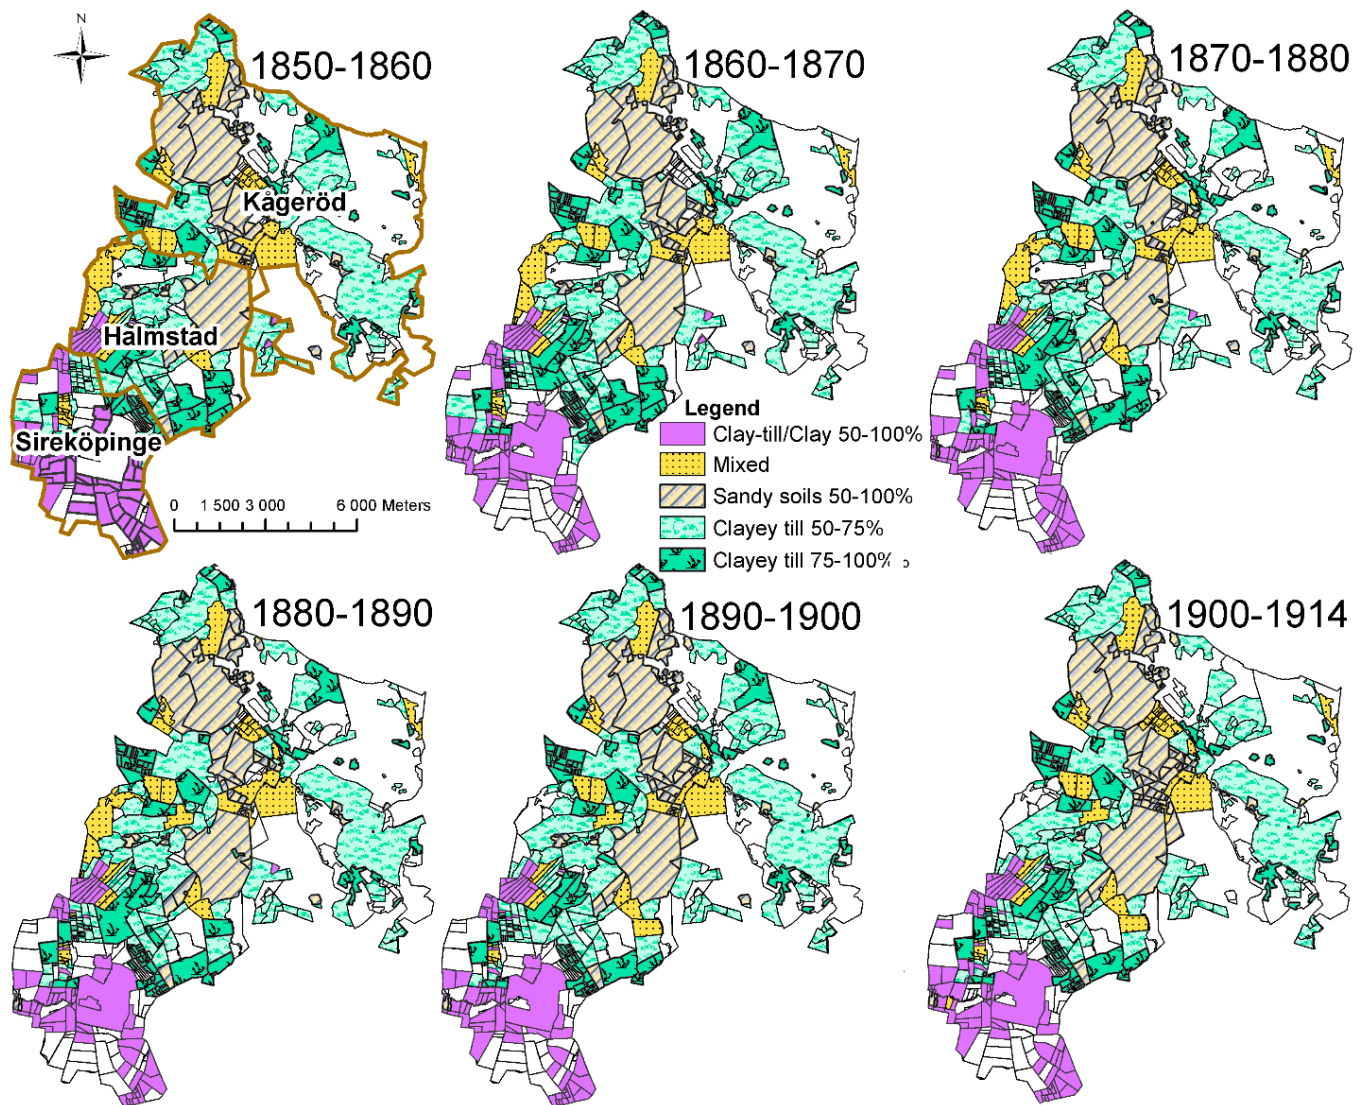 N
1850-1860
1860-1870
1870-1880
Kågeröd
Halmstad
Sireköpinge
0 1 500 3 000 6 000 Meters
Legend
Clay-till/Clay 50-100%
Mixed
Sandy soils 50-100%
Clayey till 50-75%
Clayey till 75-100%
1880-1890
1890-1900
1900-1914